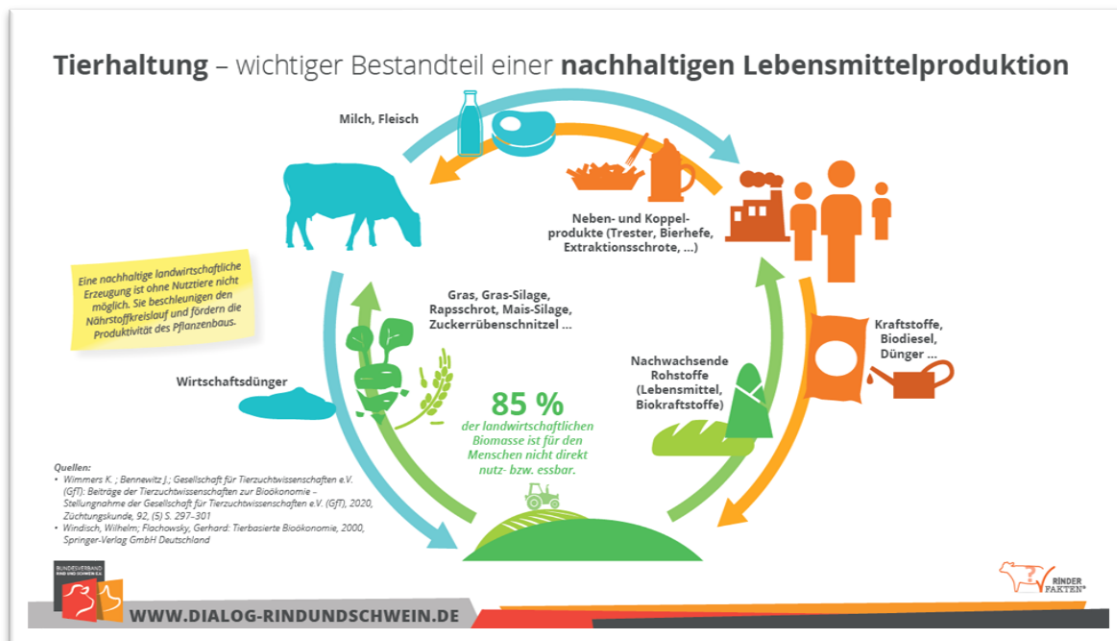 Tierhaltung – wichtiger Bestandteil einer nachhaltigen Lebensmittelproduktion
Milch, Fleisch
Neben- und Koppel-
produkte (Trester, Bierhefe,
Extraktionsschrote, ...)
Eine nachhaltige landwirtschaftliche
Erzeugung ist ohne Nutztiere nicht
möglich. Sie beschleunigen den
Nährstoffkreislauf und fördern die
Produktivität des Pflanzenbaus.
Gras, Gras-Silage,
Rapsschrot, Mais-Silage,
Zuckerrübenschnitzel ...
Kraftstoffe,
Biodiesel,
Dünger ...
Nachwachsende
Rohstoffe
(Lebensmittel,
Biokraftstoffe)
Wirtschaftsdünger
85 %
der landwirtschaftlichen
Biomasse ist für den
Menschen nicht direkt
nutz- bzw. essbar.
Quellen:
• Wimmers K. ; Bennewitz J.; Gesellschaft für Tierzuchtwissenschaften e.V.
(GfT): Beiträge der Tierzuchtwissenschaften zur Bioökonomie –
Stellungnahme der Gesellschaft für Tierzuchtwissenschaften e.V. (GfT), 2020,
Züchtungskunde, 92, (5) S. 297–301
• Windisch, Wilhelm; Flachowsky, Gerhard: Tierbasierte Bioökonomie, 2000,
Springer-Verlag GmbH Deutschland
BUNDESVERBAND
RIND UND SCHWEIN E.V.
WWW.DIALOG-RINDUNDSCHWEIN.DE
RINDER
FAKTEN